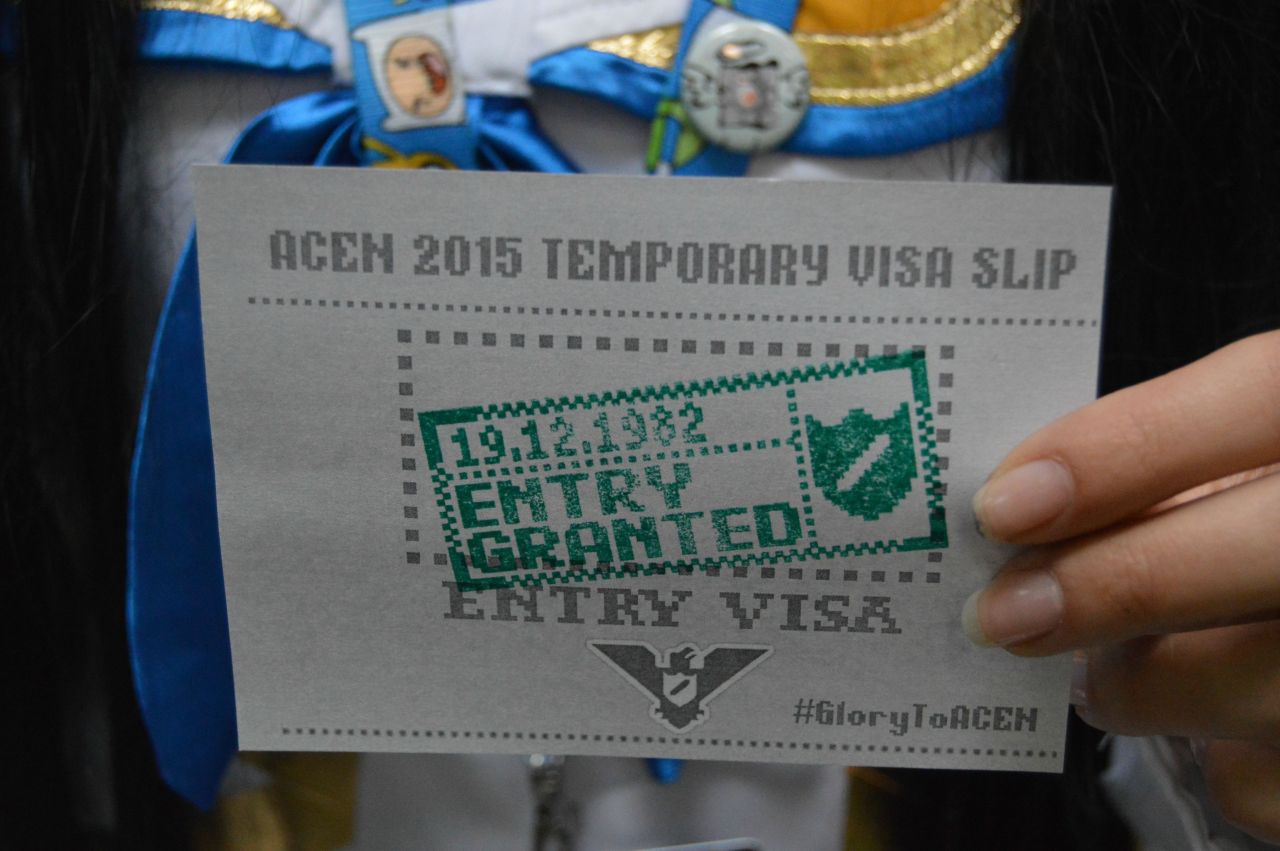 ACEN 2015 TEMPORARY VISA SLIP
19.12.1982
ENTRY
GRANTED
ENTRY VISA
#GloryToACEN